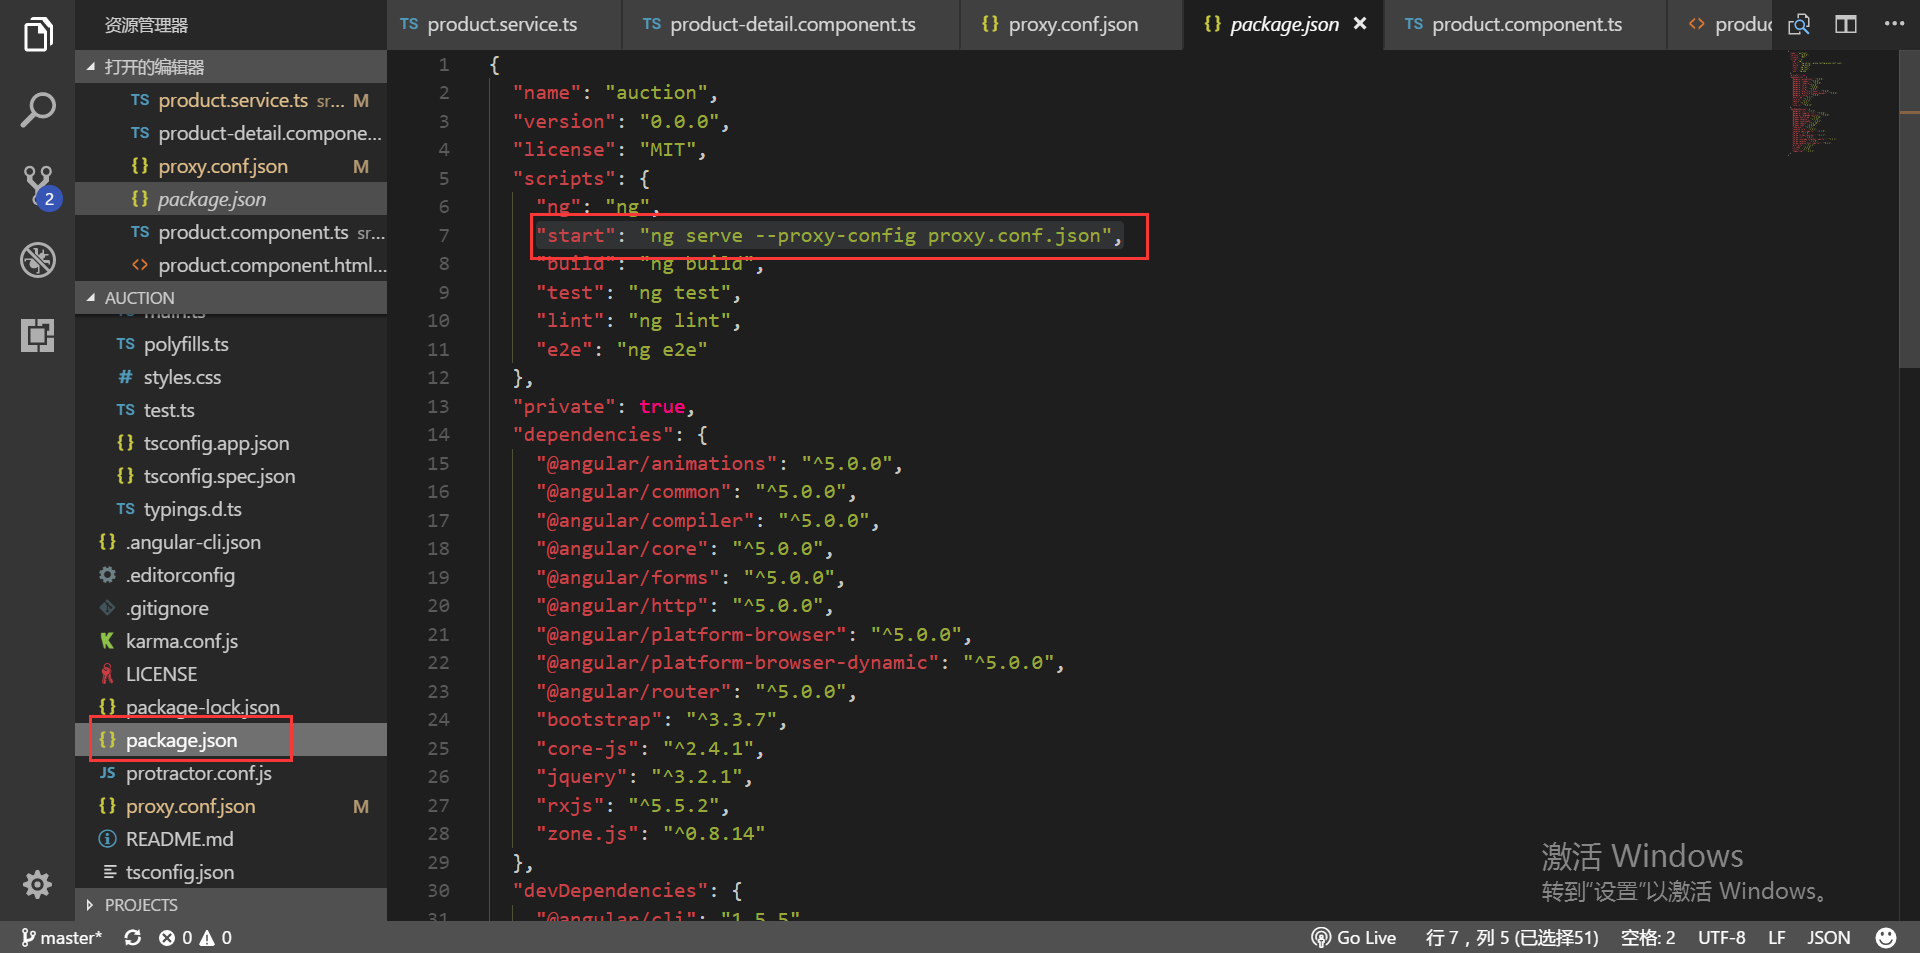 资源管理器
TS product.service.ts
TS product-detail.component.ts
{} proxy.conf.json
{} package.json ×
TS product.component.ts
<> produc
打开的编辑器
TS product.service.ts sr... M
TS product-detail.compone...
{} proxy.conf.json M
{} package.json
TS product.component.ts sr...
<> product.component.html...
AUCTION
main.ts
TS polyfills.ts
# styles.css
TS test.ts
{} tsconfig.app.json
{} tsconfig.spec.json
TS typings.d.ts
{} .angular-cli.json
.editorconfig
.gitignore
K karma.conf.js
LICENSE
{} package-lock.json
{} package.json
JS protractor.conf.js
{} proxy.conf.json M
README.md
tsconfig.json
PROJECTS
2
1 {
2 "name": "auction",
3 "version": "0.0.0",
4 "license": "MIT",
5 "scripts": {
6 "ng": "ng",
7 "start": "ng serve --proxy-config proxy.conf.json",
8 "build": "ng build",
9 "test": "ng test",
10 "lint": "ng lint",
11 "e2e": "ng e2e"
12 },
13 "private": true,
14 "dependencies": {
15 "@angular/animations": "^5.0.0",
16 "@angular/common": "^5.0.0",
17 "@angular/compiler": "^5.0.0",
18 "@angular/core": "^5.0.0",
19 "@angular/forms": "^5.0.0",
20 "@angular/http": "^5.0.0",
21 "@angular/platform-browser": "^5.0.0",
22 "@angular/platform-browser-dynamic": "^5.0.0",
23 "@angular/router": "^5.0.0",
24 "bootstrap": "^3.3.7",
25 "core-js": "^2.4.1",
26 "jquery": "^3.2.1",
27 "rxjs": "^5.5.2",
28 "zone.js": "^0.8.14"
29 },
30 "devDependencies": {
31 "@angular/cli": "1.5.5"
激活 Windows
转到"设置"以激活 Windows。
master* 0 0
Go Live
行 7，列 5 (已选择51)
空格: 2
UTF-8
LF
JSON